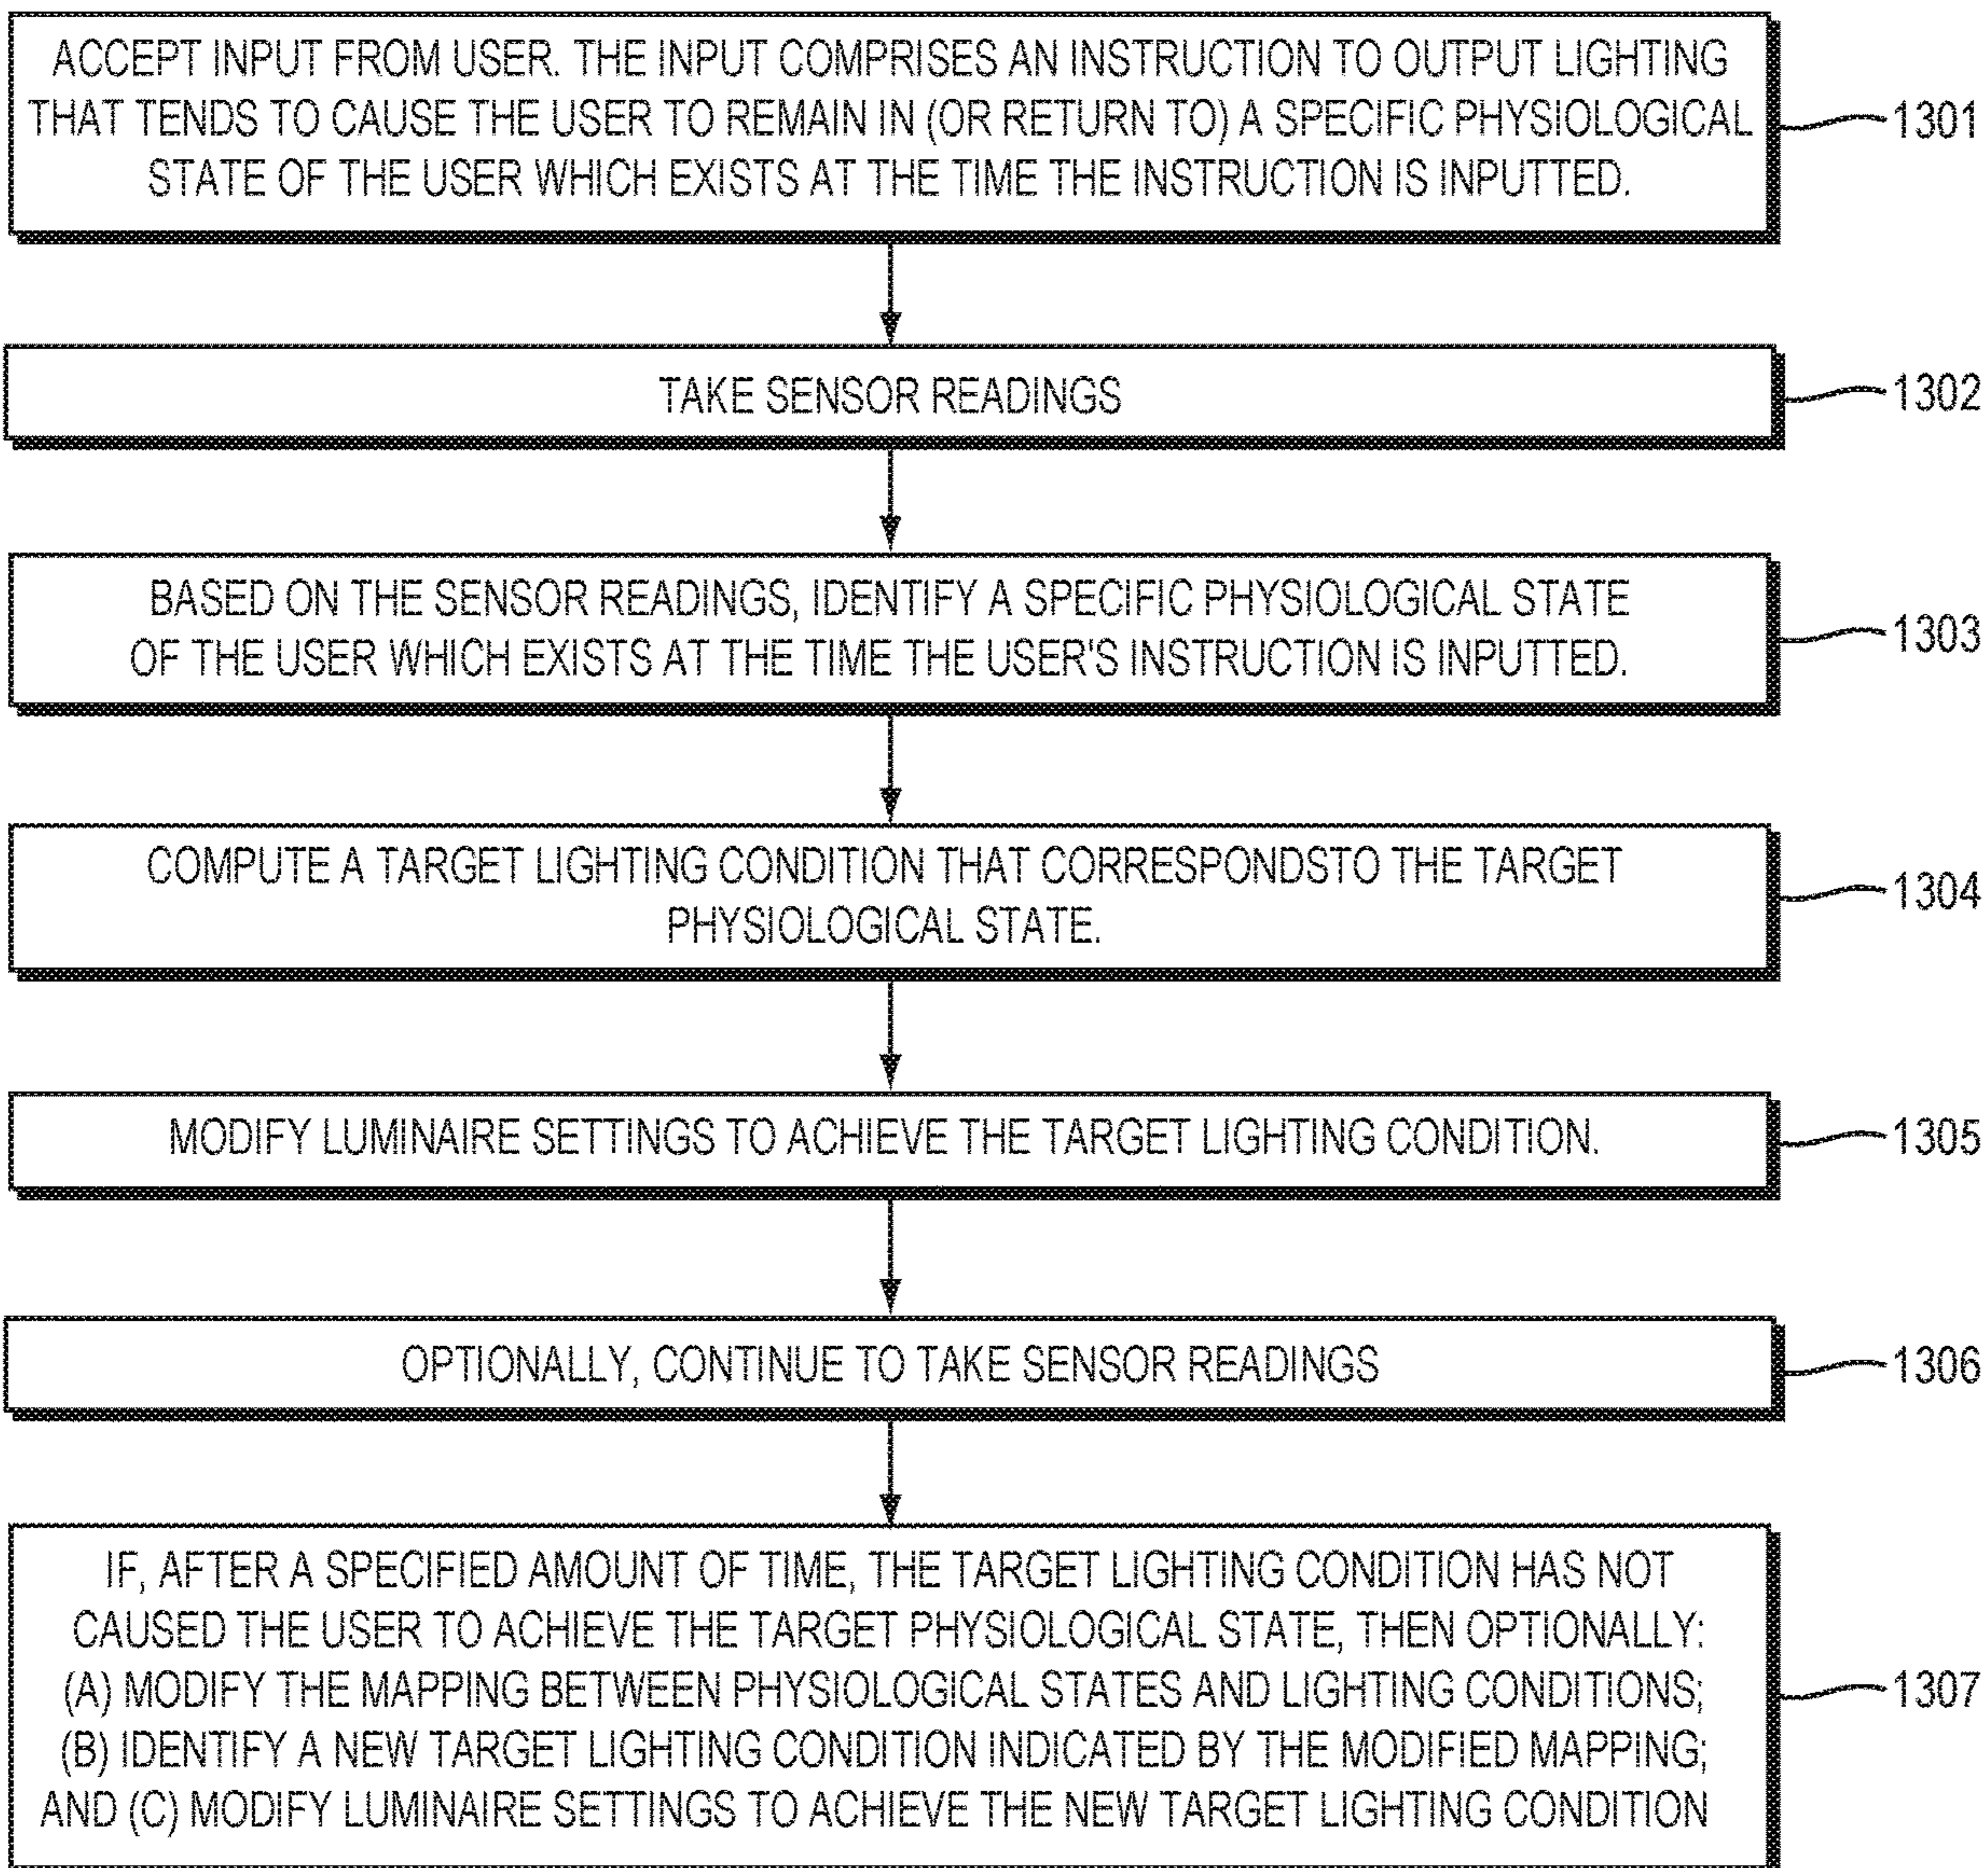 ACCEPT INPUT FROM USER. THE INPUT COMPRISES AN INSTRUCTION TO OUTPUT LIGHTING
THAT TENDS TO CAUSE THE USER TO REMAIN IN (OR RETURN TO) A SPECIFIC PHYSIOLOGICAL
STATE OF THE USER WHICH EXISTS AT THE TIME THE INSTRUCTION IS INPUTTED.
1301
TAKE SENSOR READINGS
1302
BASED ON THE SENSOR READINGS, IDENTIFY A SPECIFIC PHYSIOLOGICAL STATE
OF THE USER WHICH EXISTS AT THE TIME THE USER'S INSTRUCTION IS INPUTTED.
1303
COMPUTE A TARGET LIGHTING CONDITION THAT CORRESPONDSTO THE TARGET
PHYSIOLOGICAL STATE.
1304
MODIFY LUMINAIRE SETTINGS TO ACHIEVE THE TARGET LIGHTING CONDITION.
1305
OPTIONALLY, CONTINUE TO TAKE SENSOR READINGS
1306
IF, AFTER A SPECIFIED AMOUNT OF TIME, THE TARGET LIGHTING CONDITION HAS NOT
CAUSED THE USER TO ACHIEVE THE TARGET PHYSIOLOGICAL STATE, THEN OPTIONALLY:
(A) MODIFY THE MAPPING BETWEEN PHYSIOLOGICAL STATES AND LIGHTING CONDITIONS;
(B) IDENTIFY A NEW TARGET LIGHTING CONDITION INDICATED BY THE MODIFIED MAPPING;
AND (C) MODIFY LUMINAIRE SETTINGS TO ACHIEVE THE NEW TARGET LIGHTING CONDITION
1307